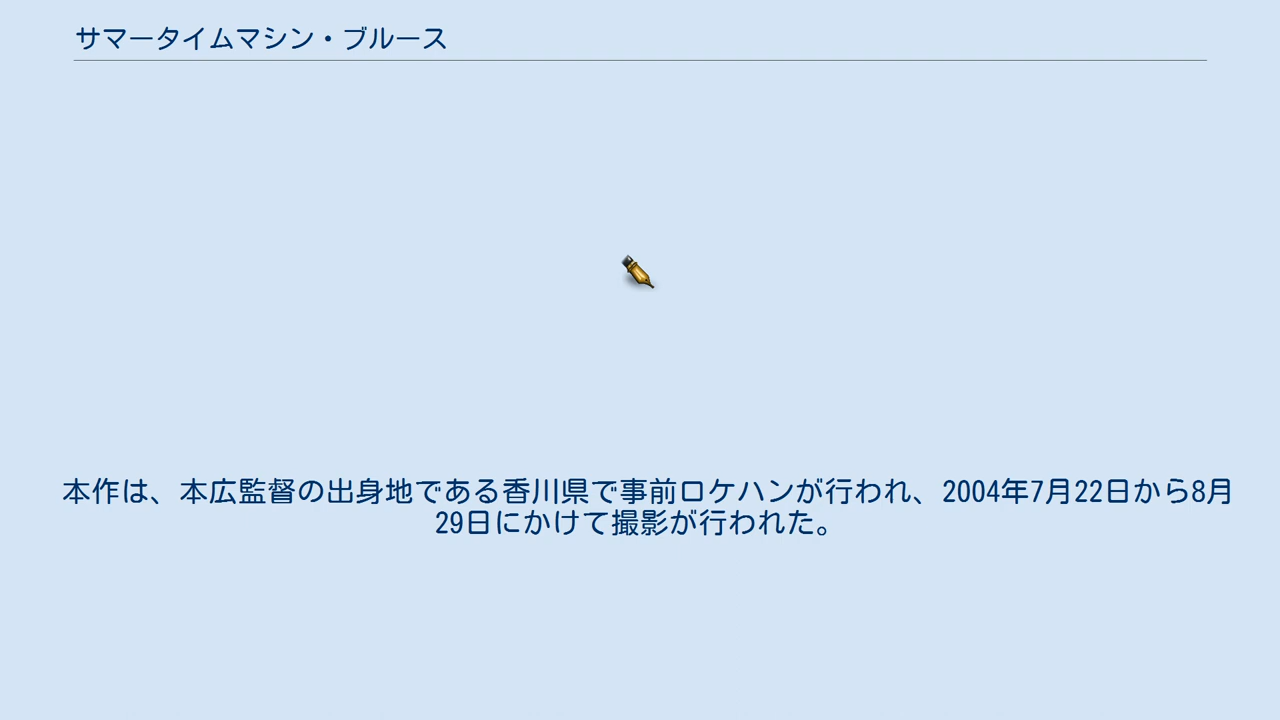 サマータイムマシン・ブルース
本作は、本広監督の出身地である香川県で事前ロケハンが行われ、2004年7月22日から8月
29日にかけて撮影が行われた。